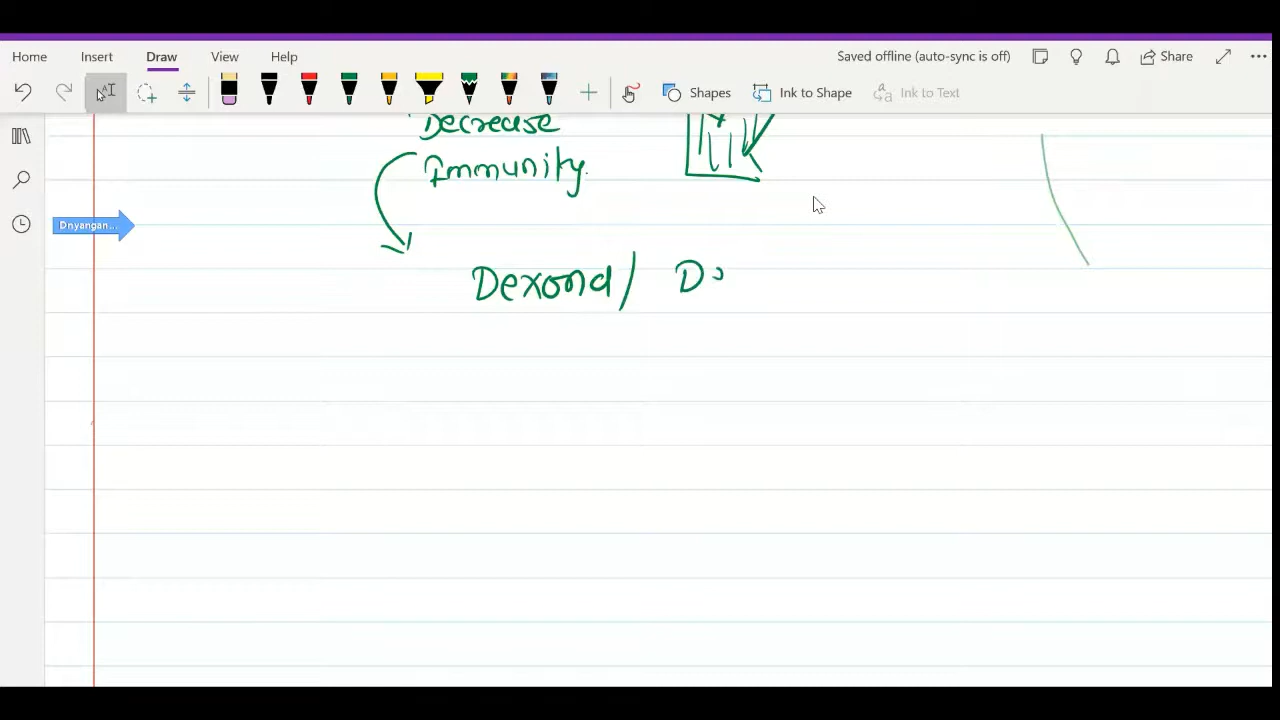 Home Insert Draw View Help Saved offline (auto-sync is off) Share
Shapes Ink to Shape Ink to Text
Decrease
Immunity.
Dnyangan...
Dexona/ D